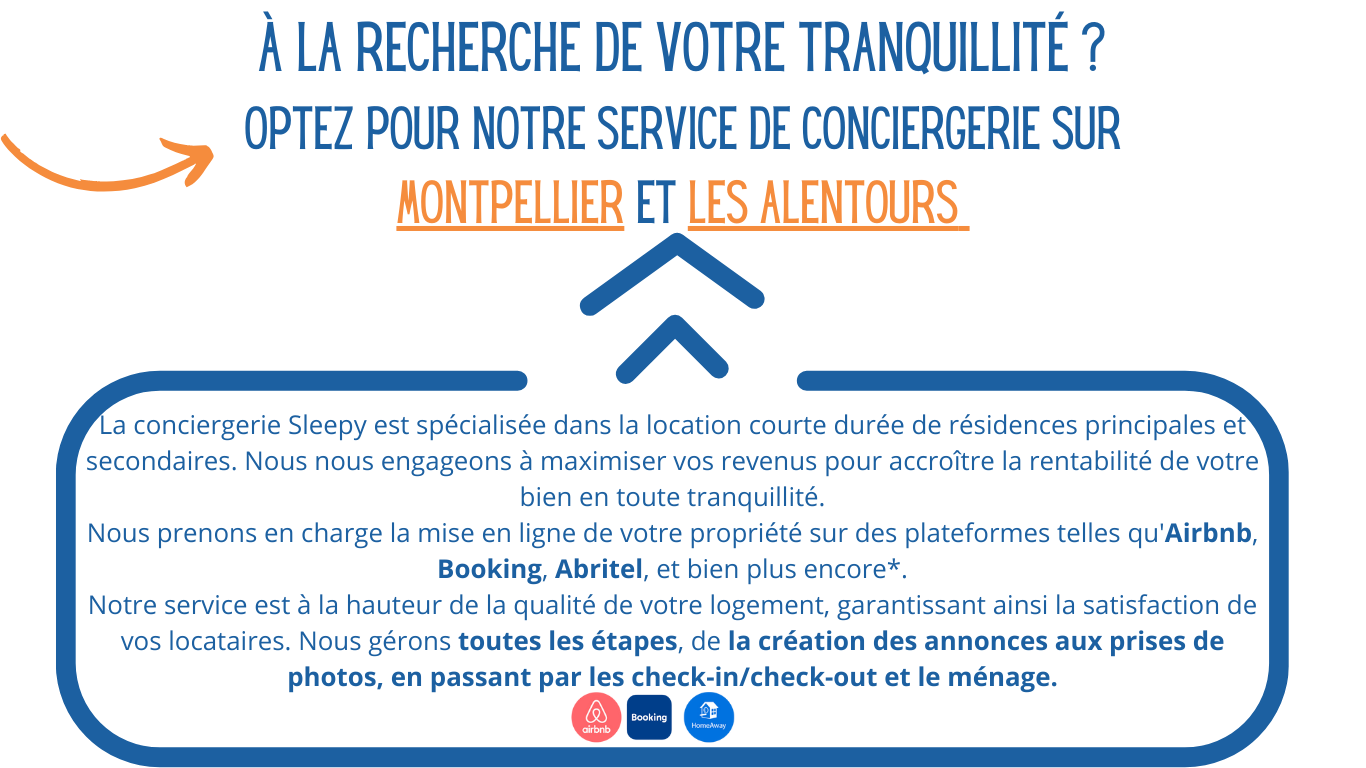 À LA RECHERCHE DE VOTRE TRANQUILLITÉ ?
OPTEZ POUR NOTRE SERVICE DE CONCIERGERIE SUR
MONTPELLIER ET LES ALENTOURS
La conciergerie Sleepy est spécialisée dans la location courte durée de résidences principales et
secondaires. Nous nous engageons à maximiser vos revenus pour accroître la rentabilité de votre
bien en toute tranquillité.
Nous prenons en charge la mise en ligne de votre propriété sur des plateformes telles qu'Airbnb,
Booking, Abritel, et bien plus encore*.
Notre service est à la hauteur de la qualité de votre logement, garantissant ainsi la satisfaction de
vos locataires. Nous gérons toutes les étapes, de la création des annonces aux prises de
photos, en passant par les check-in/check-out et le ménage.
airbnb Booking HomeAway